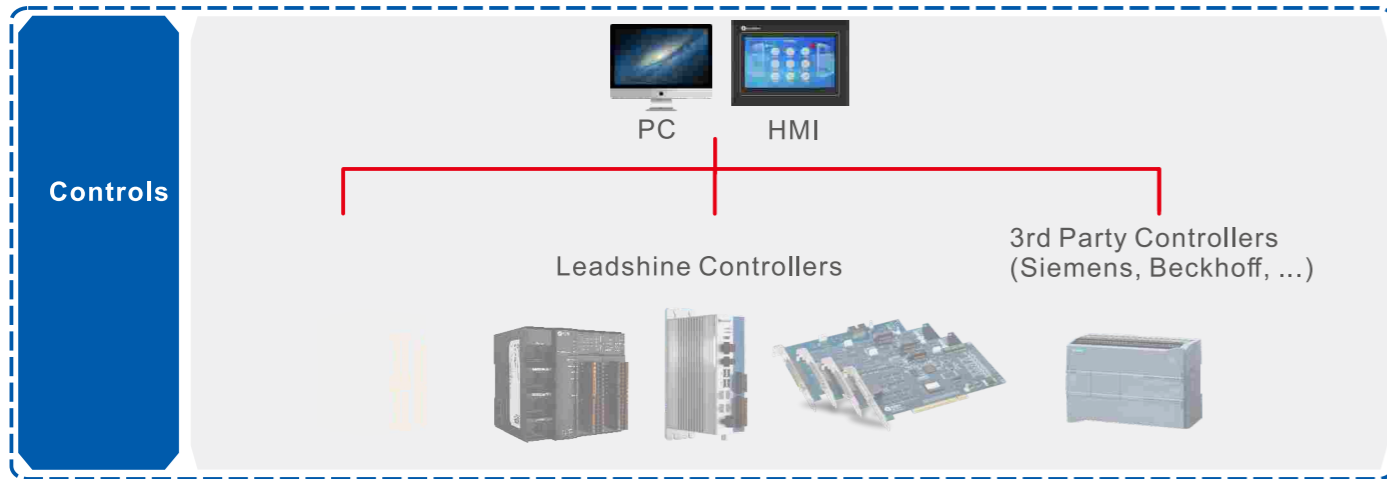 PC
HMI
Controls
3rd Party Controllers
(Siemens, Beckhoff, ...)
Leadshine Controllers